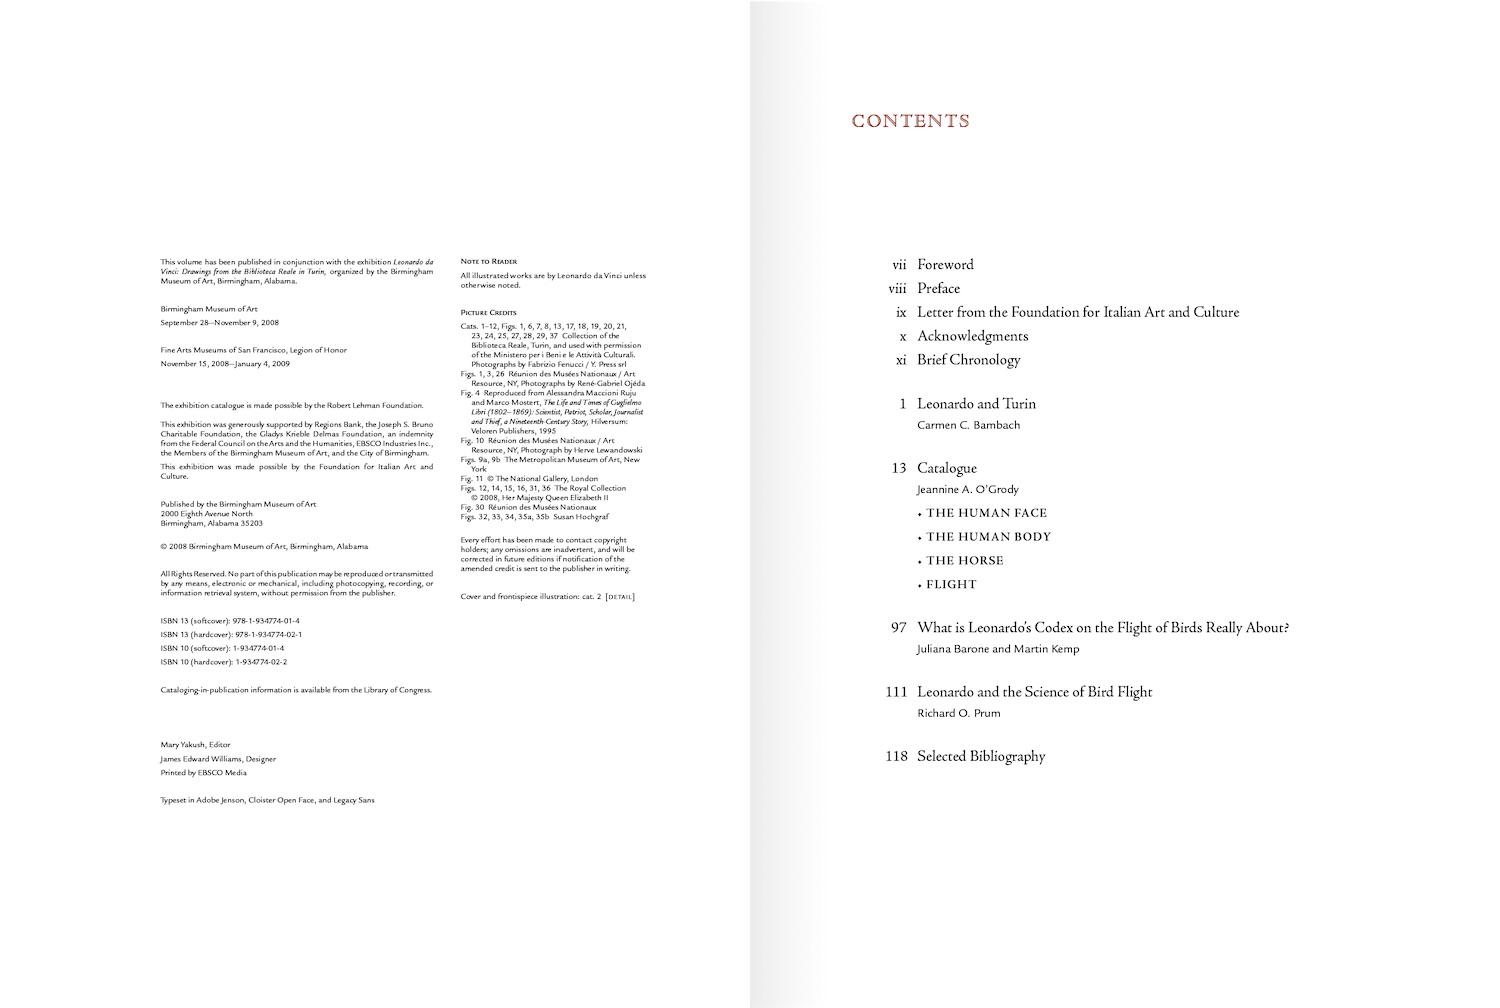 This volume has been published in conjunction with the exhibition Leonardo da
Vinci: Drawings from the Biblioteca Reale in Turin, organized by the Birmingham
Museum of Art, Birmingham, Alabama.
Birmingham Museum of Art
September 28–November 9, 2008
Fine Arts Museums of San Francisco, Legion of Honor
November 15, 2008–January 4, 2009
The exhibition catalogue is made possible by the Robert Lehman Foundation.
This exhibition was generously supported by Regions Bank, the Joseph S. Bruno
Charitable Foundation, the Gladys Krieble Delmas Foundation, an indemnity
from the Federal Council on the Arts and the Humanities, EBSCO Industries Inc.,
the Members of the Birmingham Museum of Art, and the City of Birmingham.
This exhibition was made possible by the Foundation for Italian Art and
Culture.
Published by the Birmingham Museum of Art
2000 Eighth Avenue North
Birmingham, Alabama 35203
© 2008 Birmingham Museum of Art, Birmingham, Alabama
All Rights Reserved. No part of this publication may be reproduced or transmitted
by any means, electronic or mechanical, including photocopying, recording, or
information retrieval system, without permission from the publisher.
ISBN 13 (softcover): 978-1-934774-01-4
ISBN 13 (hardcover): 978-1-934774-02-1
ISBN 10 (softcover): 1-934774-01-4
ISBN 10 (hardcover): 1-934774-02-2
Cataloging-in-publication information is available from the Library of Congress.
Mary Yakush, Editor
James Edward Williams, Designer
Printed by EBSCO Media
Typeset in Adobe Jenson, Cloister Open Face, and Legacy Sans
Note to Reader
All illustrated works are by Leonardo da Vinci unless
otherwise noted.
Picture Credits
Cats. 1–12, Figs. 1, 6, 7, 8, 13, 17, 18, 19, 20, 21,
23, 24, 25, 27, 28, 29, 37 Collection of the
Biblioteca Reale, Turin, and used with permission
of the Ministero per i Beni e le Attività Culturali.
Photographs by Fabrizio Fenucci / Y. Press srl
Figs. 1, 3, 26 Réunion des Musées Nationaux / Art
Resource, NY, Photographs by René-Gabriel Ojéda
Fig. 4 Reproduced from Alessandra Maccioni Ruju
and Marco Mostert, The Life and Times of Guglielmo
Libri (1802–1869): Scientist, Patriot, Scholar, Journalist
and Thief, a Nineteenth-Century Story, Hilversum:
Veloren Publishers, 1995
Fig. 10 Réunion des Musées Nationaux / Art
Resource, NY, Photograph by Herve Lewandowski
Figs. 9a, 9b The Metropolitan Museum of Art, New
York
Fig. 11 © The National Gallery, London
Figs. 12, 14, 15, 16, 31, 36 The Royal Collection
© 2008, Her Majesty Queen Elizabeth II
Fig. 30 Réunion des Musées Nationaux
Figs. 32, 33, 34, 35a, 35b Susan Hochgraf
Every effort has been made to contact copyright
holders; any omissions are inadvertent, and will be
corrected in future editions if notification of the
amended credit is sent to the publisher in writing.
Cover and frontispiece illustration: cat. 2 [DETAIL]
CONTENTS
vii Foreword
viii Preface
ix Letter from the Foundation for Italian Art and Culture
x Acknowledgments
xi Brief Chronology
1 Leonardo and Turin
Carmen C. Bambach
13 Catalogue
Jeannine A. O'Grody
• THE HUMAN FACE
• THE HUMAN BODY
• THE HORSE
• FLIGHT
97 What is Leonardo's Codex on the Flight of Birds Really About?
Juliana Barone and Martin Kemp
111 Leonardo and the Science of Bird Flight
Richard O. Prum
118 Selected Bibliography